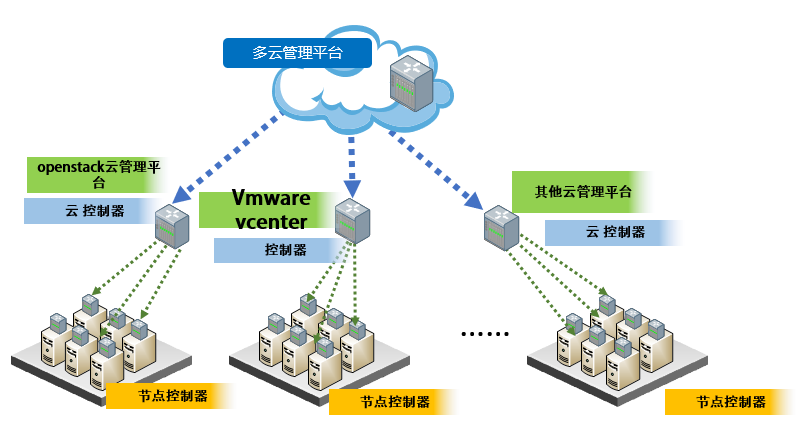 多云管理平台
openstack云管理平
台
云 控制器
Vmware
vcenter
控制器
其他云管理平台
云 控制器
......
节点控制器
节点控制器
节点控制器